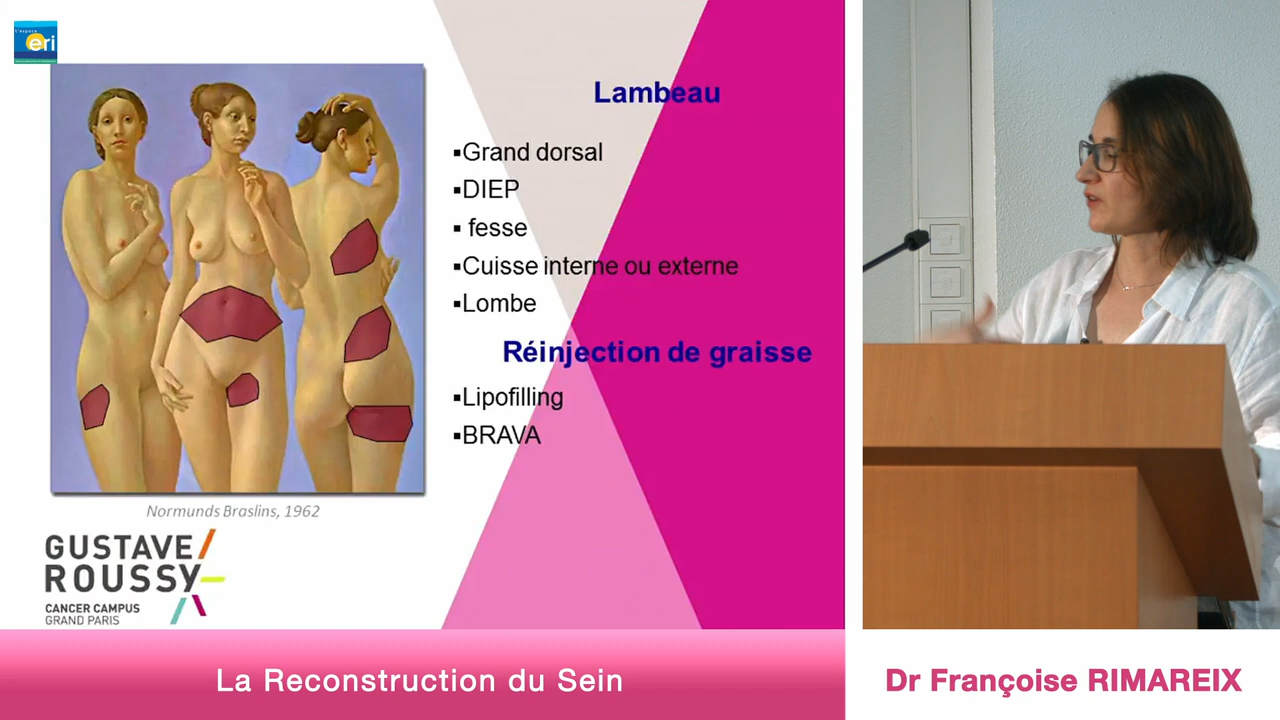 eri
Lambeau
▪Grand dorsal
▪DIEP
▪ fesse
▪Cuisse interne ou externe
▪Lombe
Réinjection de graisse
▪Lipofilling
▪BRAVA
Normunds Braslins, 1962
GUSTAVE
ROUSSY
CANCER CAMPUS
GRAND PARIS
La Reconstruction du Sein
Dr Françoise RIMAREIX